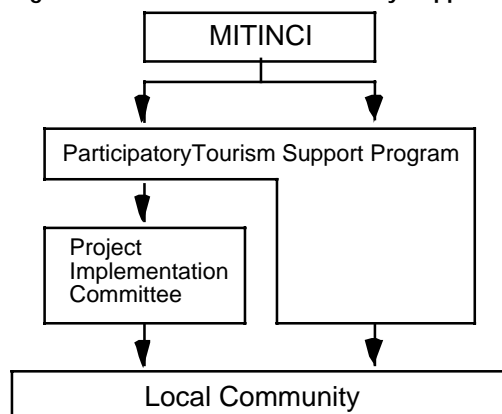 MITINCI
ParticipatoryTourism Support Program
Project
Implementation
Committee
Local Community